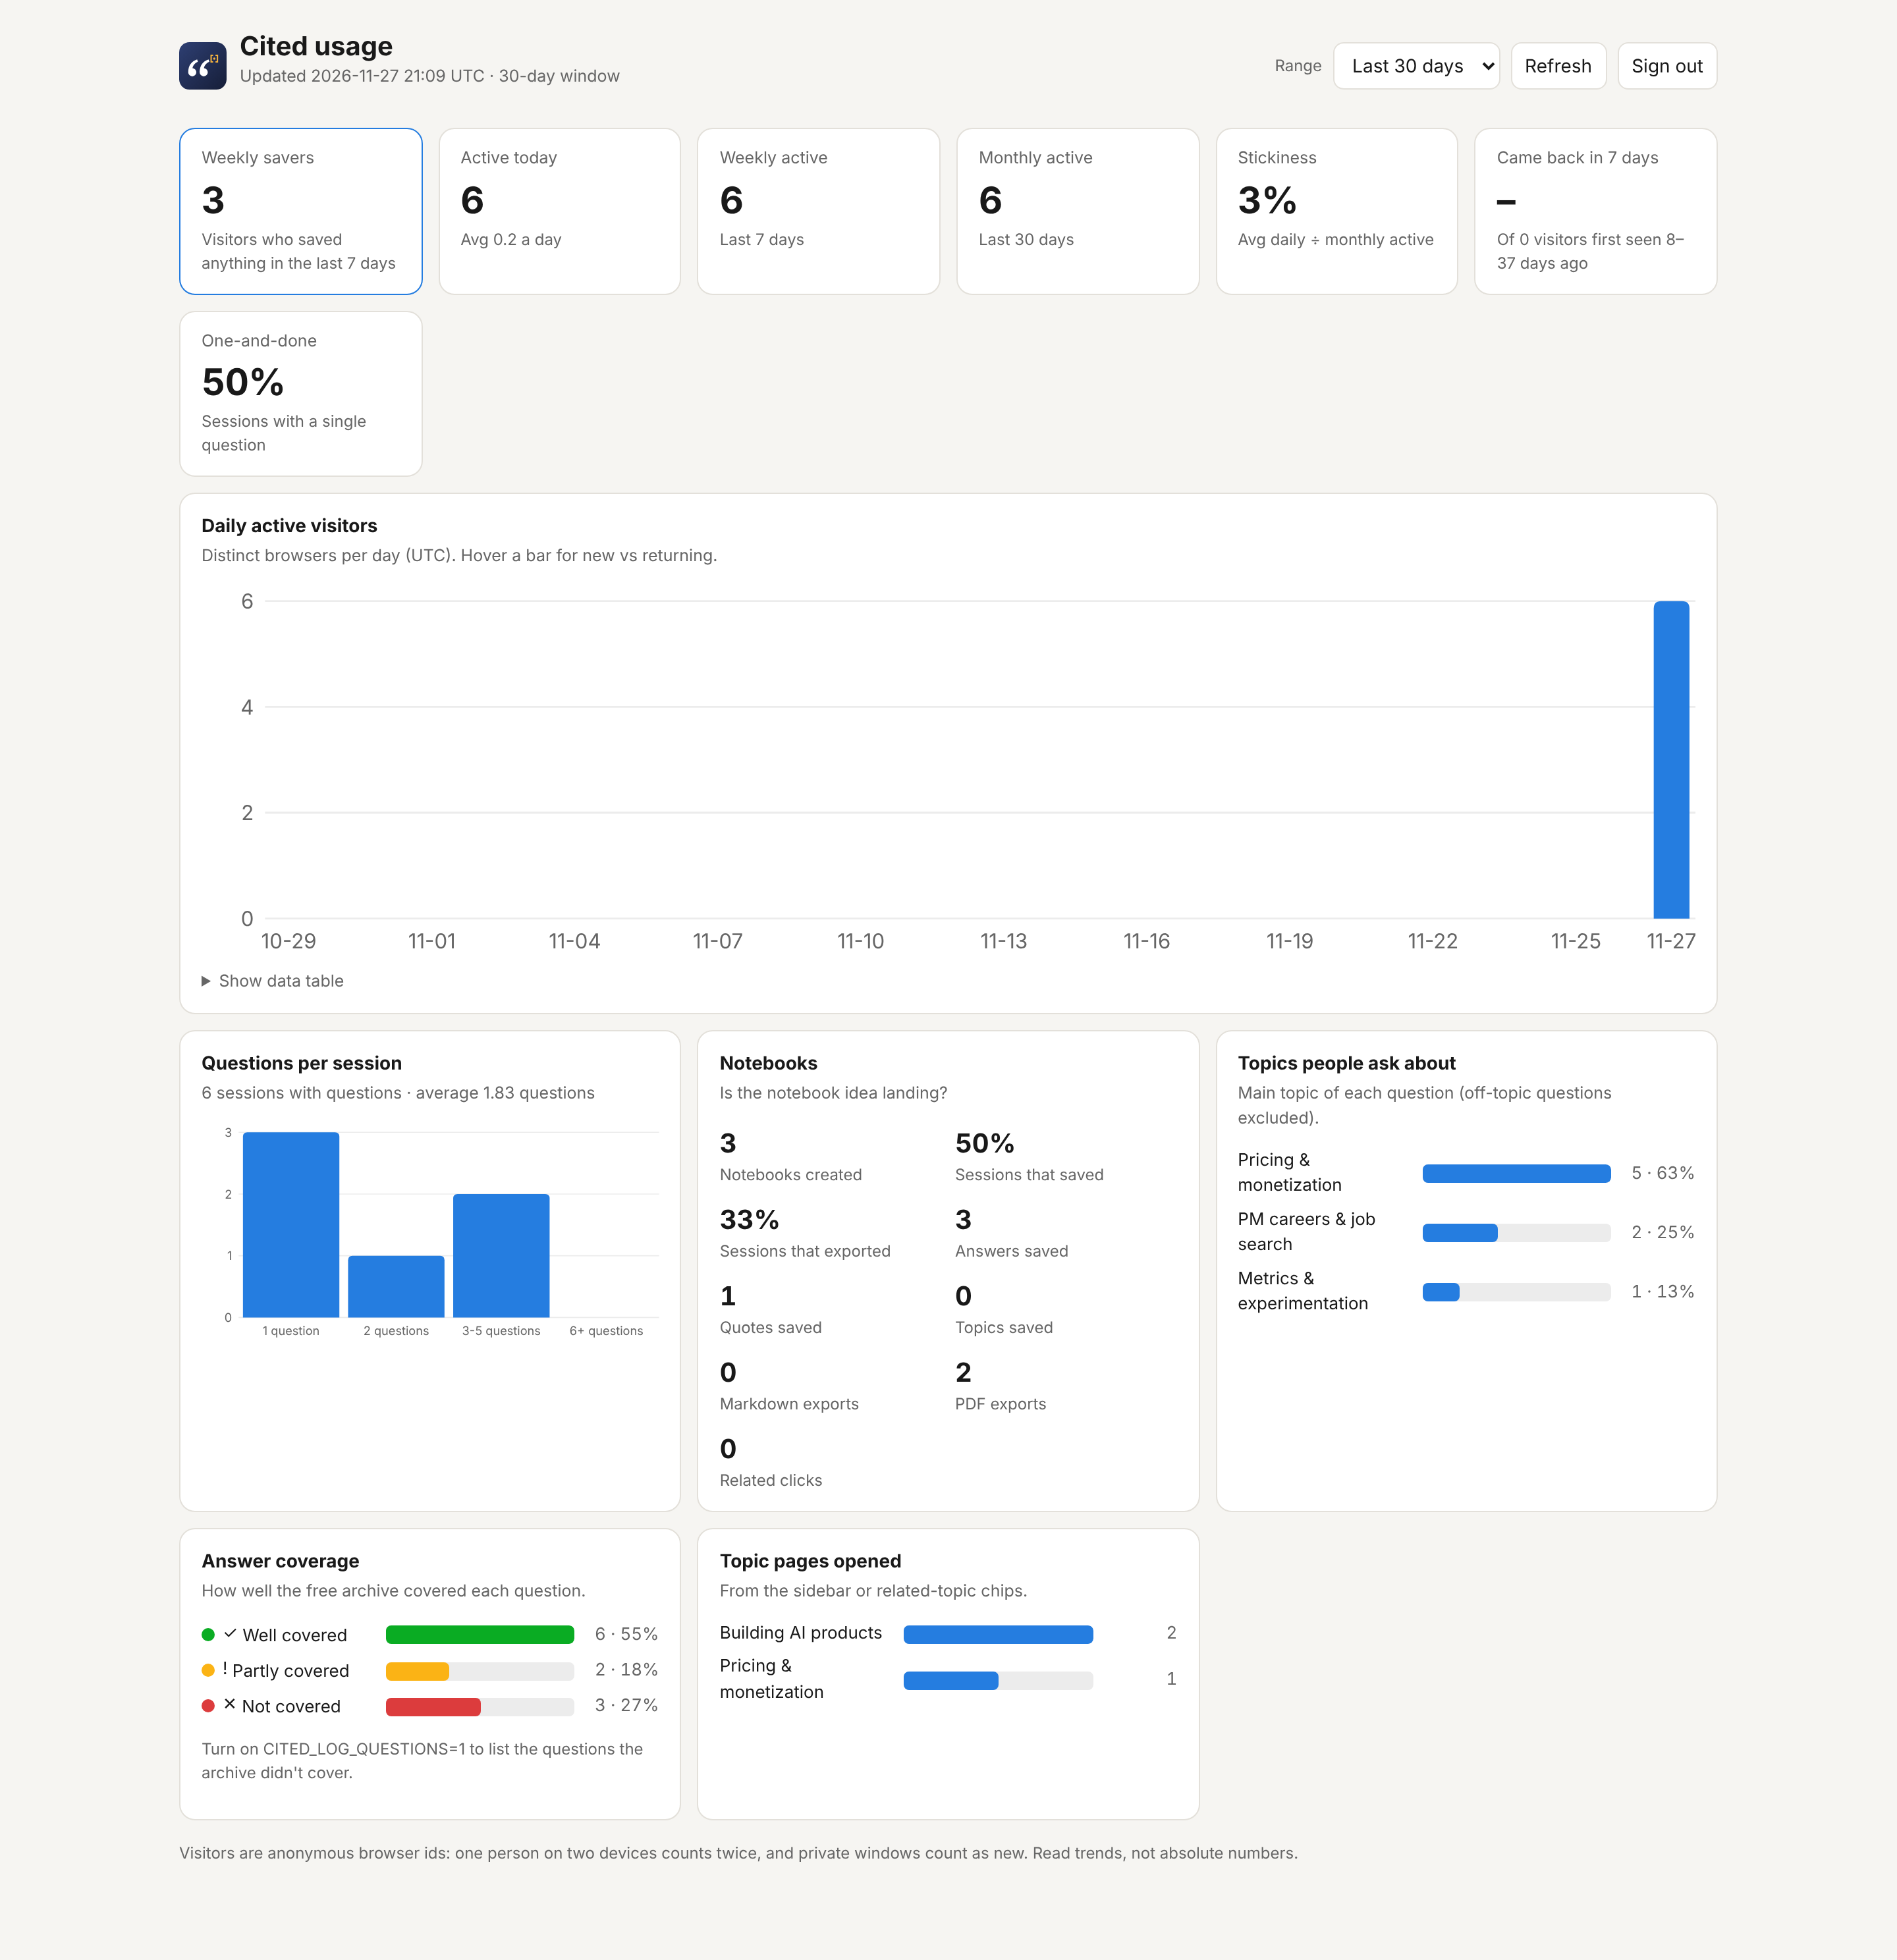 Cited usage
Updated 2026-11-27 21:09 UTC · 30-day window
Range
Last 30 days
Refresh
Sign out
Weekly savers
3
Visitors who saved
anything in the last 7 days
Active today
6
Avg 0.2 a day
Weekly active
6
Last 7 days
Monthly active
6
Last 30 days
Stickiness
3%
Avg daily ÷ monthly active
Came back in 7 days
–
Of 0 visitors first seen 8–
37 days ago
One-and-done
50%
Sessions with a single
question
Daily active visitors
Distinct browsers per day (UTC). Hover a bar for new vs returning.
6
4
2
0
10-29 11-01 11-04 11-07 11-10 11-13 11-16 11-19 11-22 11-25 11-27
Show data table
Questions per session
6 sessions with questions · average 1.83 questions
3
2
1
0
1 question 2 questions 3-5 questions 6+ questions
Notebooks
Is the notebook idea landing?
3
Notebooks created
50%
Sessions that saved
33%
Sessions that exported
3
Answers saved
1
Quotes saved
0
Topics saved
0
Markdown exports
2
PDF exports
0
Related clicks
Topics people ask about
Main topic of each question (off-topic questions
excluded).
Pricing &
monetization
5 · 63%
PM careers & job
search
2 · 25%
Metrics &
experimentation
1 · 13%
Answer coverage
How well the free archive covered each question.
✓ Well covered 6 · 55%
! Partly covered 2 · 18%
✕ Not covered 3 · 27%
Turn on CITED_LOG_QUESTIONS=1 to list the questions the
archive didn't cover.
Topic pages opened
From the sidebar or related-topic chips.
Building AI products 2
Pricing &
monetization
1
Visitors are anonymous browser ids: one person on two devices counts twice, and private windows count as new. Read trends, not absolute numbers.